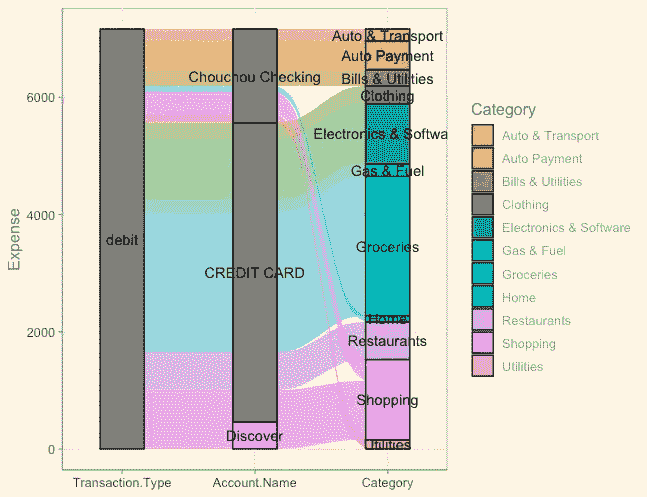 Expense
6000
4000
2000
0
debit
Chouchou Checking
CREDIT CARD
Discover
Auto & Transport
Auto Payment
Bills & Utilities
Clothing
Electronics & Softwa
Gas & Fuel
Groceries
Home
Restaurants
Shopping
Utilities
Transaction.Type
Account.Name
Category
Category
Auto & Transport
Auto Payment
Bills & Utilities
Clothing
Electronics & Software
Gas & Fuel
Groceries
Home
Restaurants
Shopping
Utilities